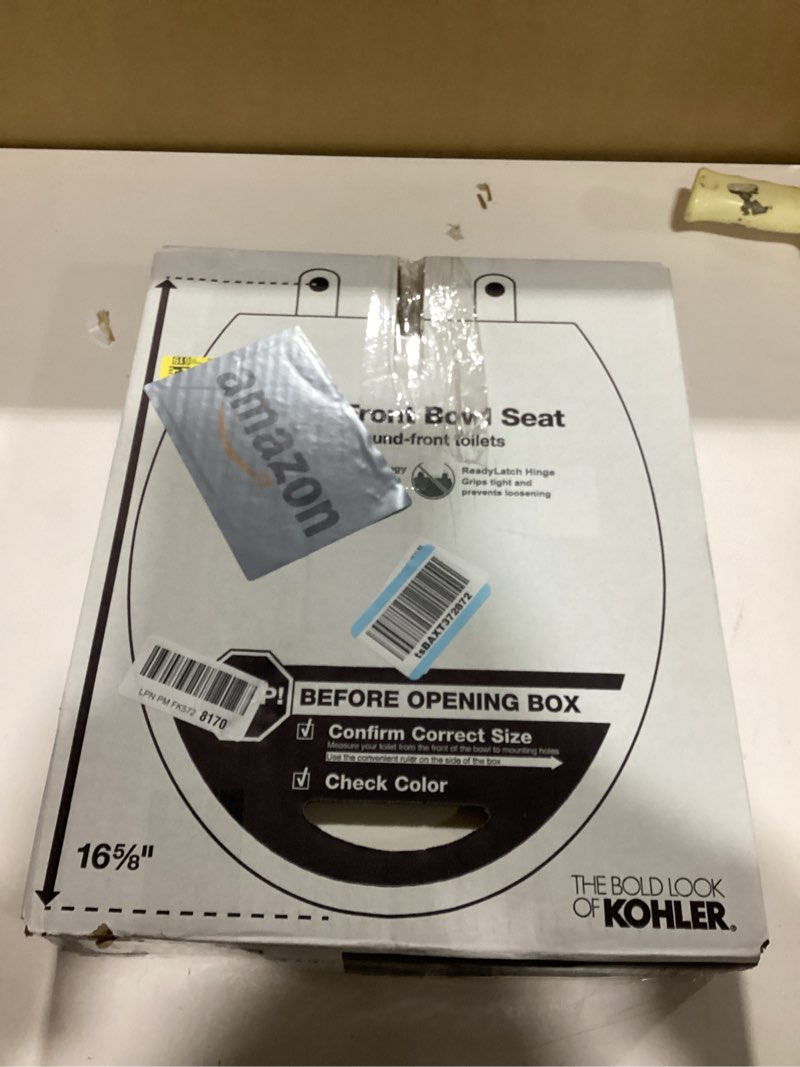 Front Bowl Seat
und-front toilets
ReadyLatch Hinge
Grips tight and
prevents loosening
amazon
tsBAXT372872
LPN PM FK572 8170
P! BEFORE OPENING BOX
Confirm Correct Size
Measure your toilet from the front of the bowl to mounting holes
Use the convenient ruler on the side of the box
Check Color
16⅝"
THE BOLD LOOK
OF KOHLER.